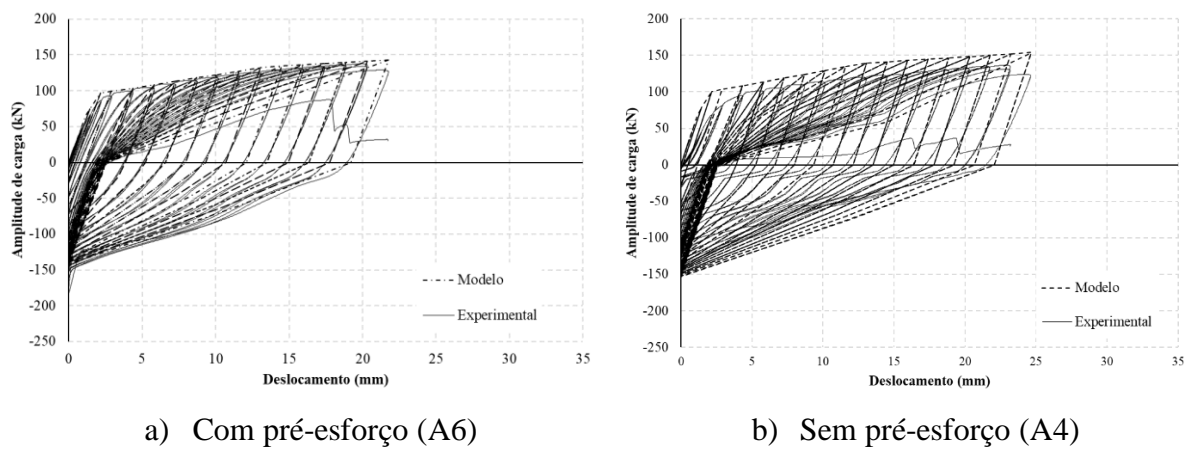 200
150
100
50
0
-50
-100
-150
-200
-250
Amplitude de carga (kN)
0 5 10 15 20 25 30 35
Deslocamento (mm)
Modelo
Experimental
a) Com pré-esforço (A6)
200
150
100
50
0
-50
-100
-150
-200
-250
Amplitude de carga (kN)
0 5 10 15 20 25 30 35
Deslocamento (mm)
Modelo
Experimental
b) Sem pré-esforço (A4)